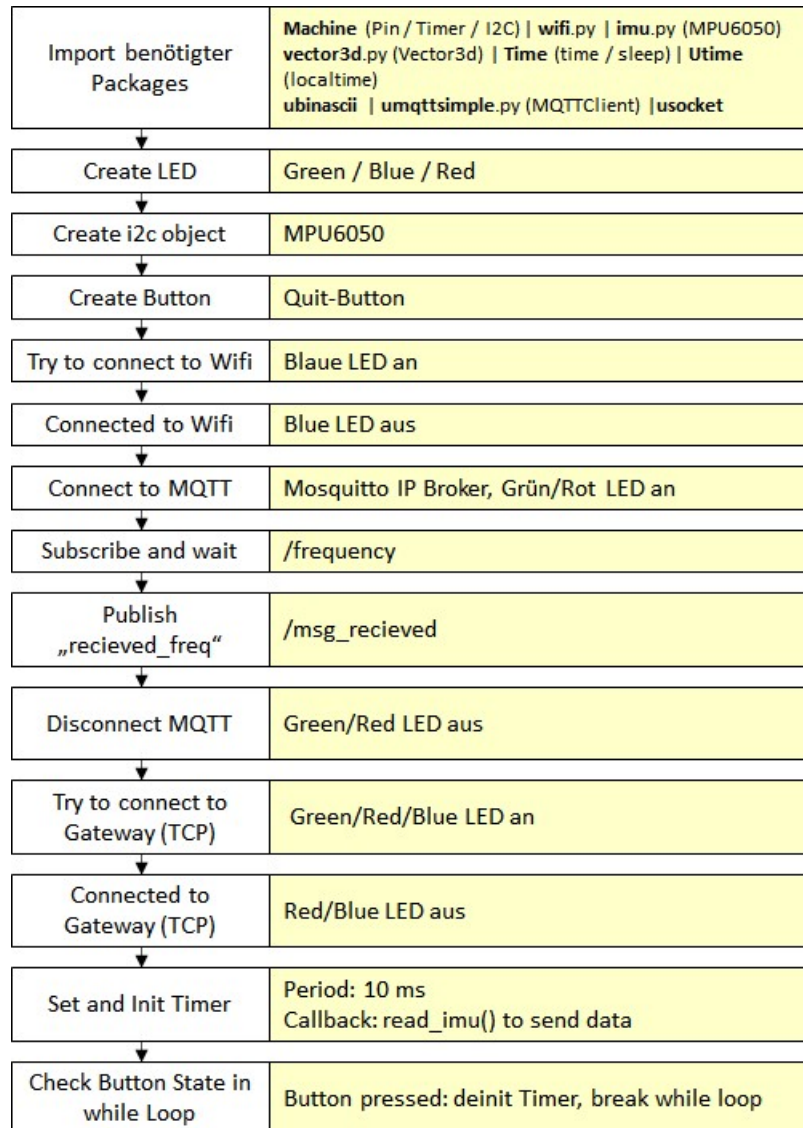 Import benötigter
Packages
Machine (Pin / Timer / I2C) | wifi.py | imu.py (MPU6050)
vector3d.py (Vector3d) | Time (time / sleep) | Utime
(localtime)
ubinascii | umqttsimple.py (MQTTClient) |usocket
Create LED
Green / Blue / Red
Create i2c object
MPU6050
Create Button
Quit-Button
Try to connect to Wifi
Blaue LED an
Connected to Wifi
Blue LED aus
Connect to MQTT
Mosquitto IP Broker, Grün/Rot LED an
Subscribe and wait
/frequency
Publish
„recieved_freq“
/msg_recieved
Disconnect MQTT
Green/Red LED aus
Try to connect to
Gateway (TCP)
Green/Red/Blue LED an
Connected to
Gateway (TCP)
Red/Blue LED aus
Set and Init Timer
Period: 10 ms
Callback: read_imu() to send data
Check Button State in
while Loop
Button pressed: deinit Timer, break while loop